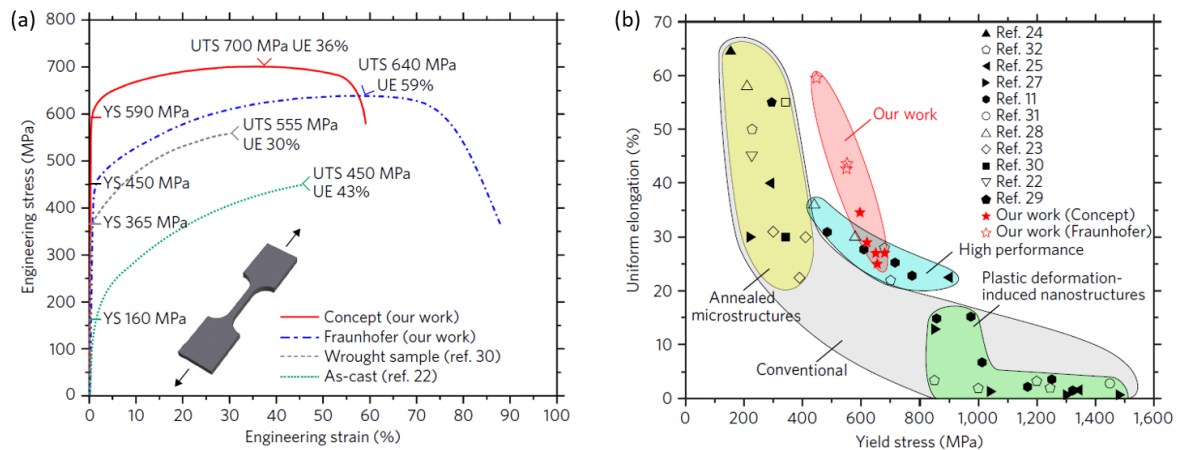 (a)
800
700
600
500
400
300
200
100
0
Engineering stress (MPa)
0 10 20 30 40 50 60 70 80 90 100
Engineering strain (%)
UTS 700 MPa UE 36%
UTS 640 MPa
UE 59%
YS 590 MPa
UTS 555 MPa
UE 30%
YS 450 MPa
UTS 450 MPa
UE 43%
YS 365 MPa
YS 160 MPa
Concept (our work)
Fraunhofer (our work)
Wrought sample (ref. 30)
As-cast (ref. 22)
(b)
70
60
50
40
30
20
10
0
Uniform elongation (%)
0 200 400 600 800 1,000 1,200 1,400 1,600
Yield stress (MPa)
Our work
Ref. 24
Ref. 32
Ref. 25
Ref. 27
Ref. 11
Ref. 31
Ref. 28
Ref. 23
Ref. 30
Ref. 22
Ref. 29
Our work (Concept)
Our work (Fraunhofer)
High performance
Plastic deformation-
induced nanostructures
Annealed
microstructures
Conventional